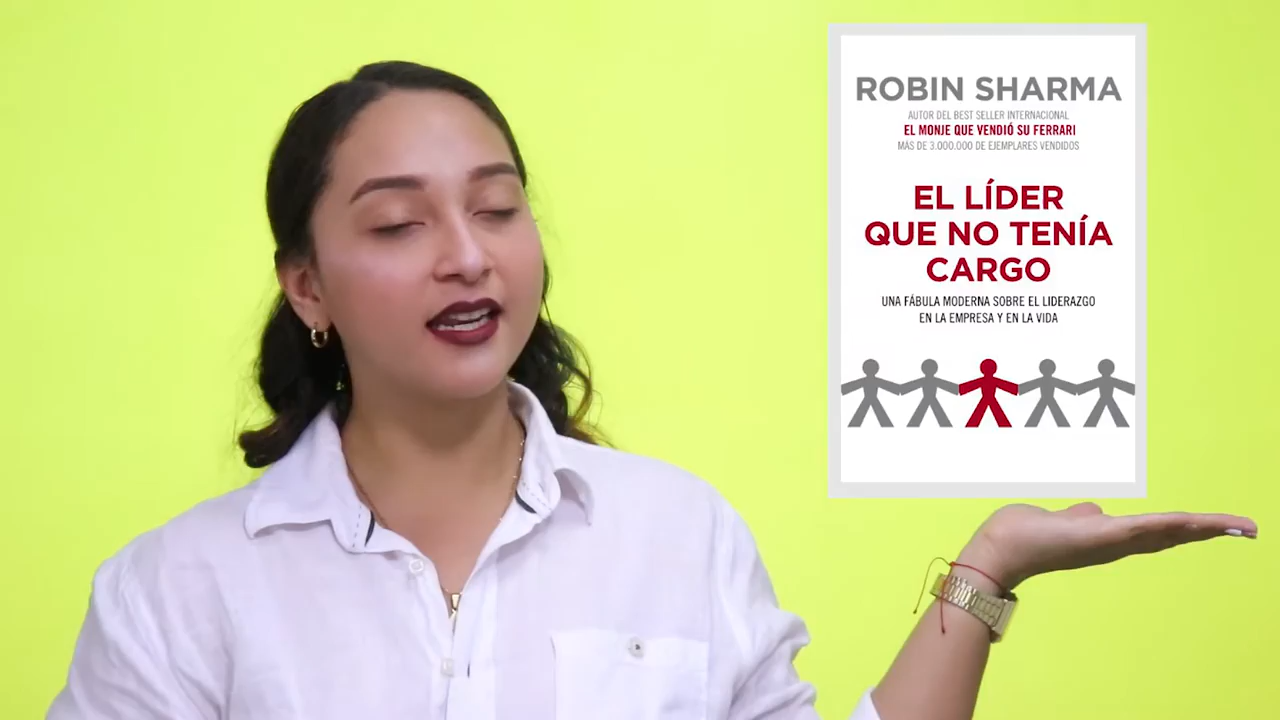 ROBIN SHARMA
AUTOR DEL BEST SELLER INTERNACIONAL
EL MONJE QUE VENDIÓ SU FERRARI
MÁS DE 3.000.000 DE EJEMPLARES VENDIDOS
EL LÍDER
QUE NO TENÍA
CARGO
UNA FÁBULA MODERNA SOBRE EL LIDERAZGO
EN LA EMPRESA Y EN LA VIDA